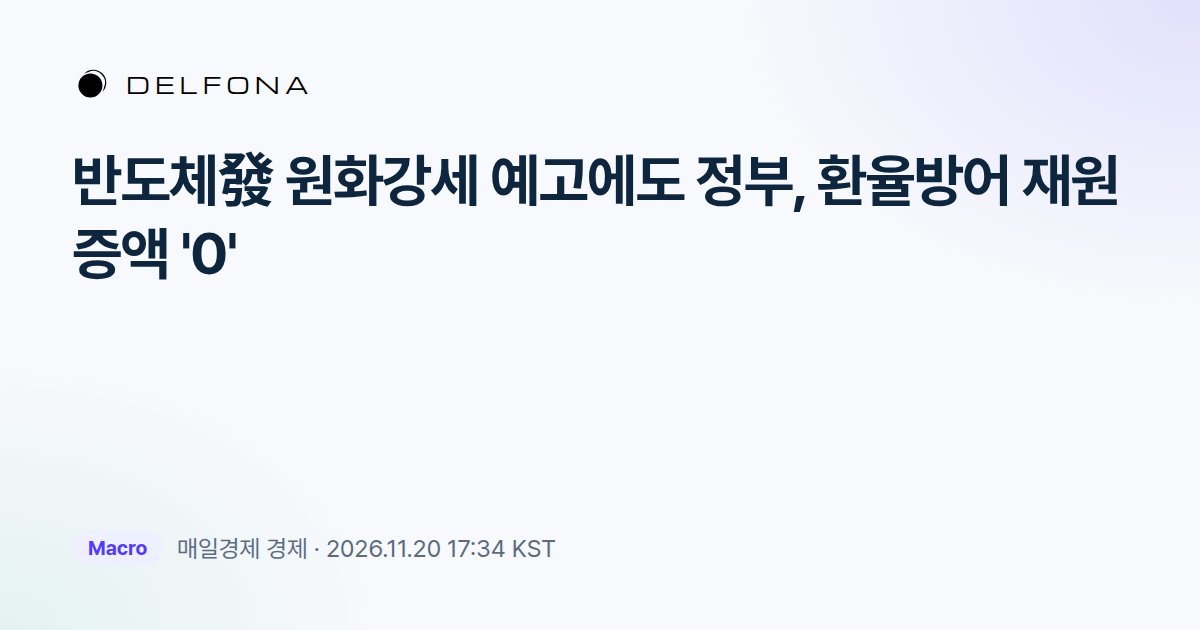 DELFONA
반도체發 원화강세 예고에도 정부, 환율방어 재원
증액 '0'
Macro 매일경제 경제 · 2026.11.20 17:34 KST